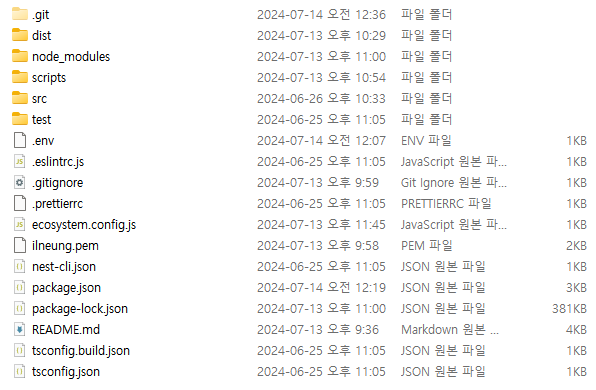 .git 2024-07-14 오전 12:36 파일 폴더
dist 2024-07-13 오후 10:29 파일 폴더
node_modules 2024-07-13 오후 11:00 파일 폴더
scripts 2024-07-13 오후 10:54 파일 폴더
src 2024-06-26 오후 10:33 파일 폴더
test 2024-06-25 오후 11:05 파일 폴더
.env 2024-07-14 오전 12:07 ENV 파일 1KB
.eslintrc.js 2024-06-25 오후 11:05 JavaScript 원본 파... 1KB
.gitignore 2024-07-13 오후 9:59 Git Ignore 원본 파... 1KB
.prettierrc 2024-06-25 오후 11:05 PRETTIERRC 파일 1KB
ecosystem.config.js 2024-07-13 오후 11:45 JavaScript 원본 파... 1KB
ilneung.pem 2024-07-13 오후 9:58 PEM 파일 2KB
nest-cli.json 2024-06-25 오후 11:05 JSON 원본 파일 1KB
package.json 2024-07-14 오전 12:19 JSON 원본 파일 3KB
package-lock.json 2024-07-13 오후 11:00 JSON 원본 파일 381KB
README.md 2024-07-13 오후 9:36 Markdown 원본 ... 4KB
tsconfig.build.json 2024-06-25 오후 11:05 JSON 원본 파일 1KB
tsconfig.json 2024-06-25 오후 11:05 JSON 원본 파일 1KB